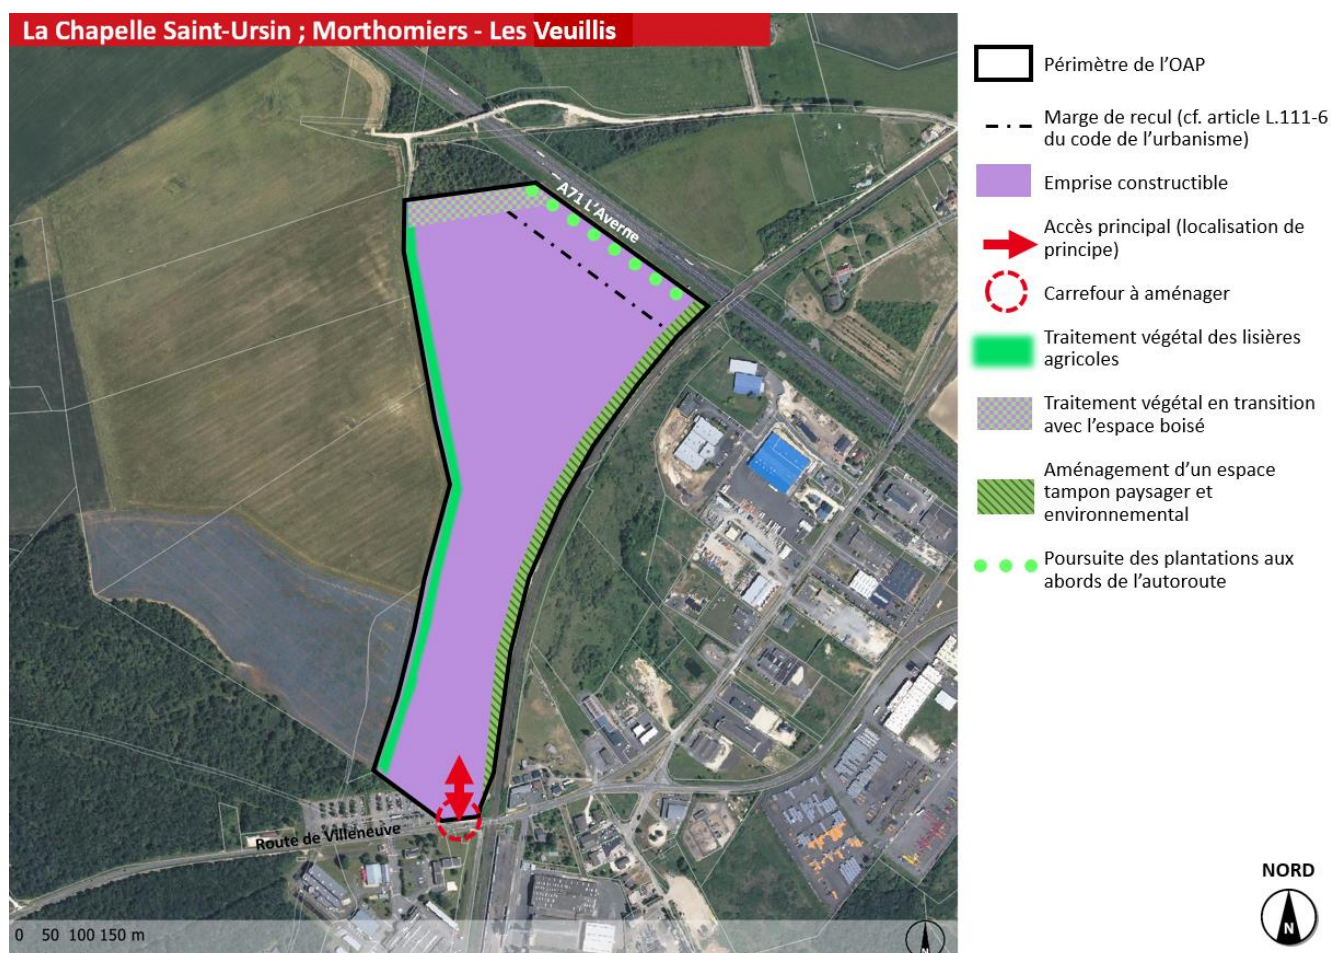 La Chapelle Saint-Ursin ; Morthomiers - Les Veuillis
A71 L'Averne
Route de Villeneuve
0 50 100 150 m
N
Périmètre de l'OAP
Marge de recul (cf. article L.111-6
du code de l'urbanisme)
Emprise constructible
Accès principal (localisation de
principe)
Carrefour à aménager
Traitement végétal des lisières
agricoles
Traitement végétal en transition
avec l'espace boisé
Aménagement d'un espace
tampon paysager et
environnemental
Poursuite des plantations aux
abords de l'autoroute
NORD
N